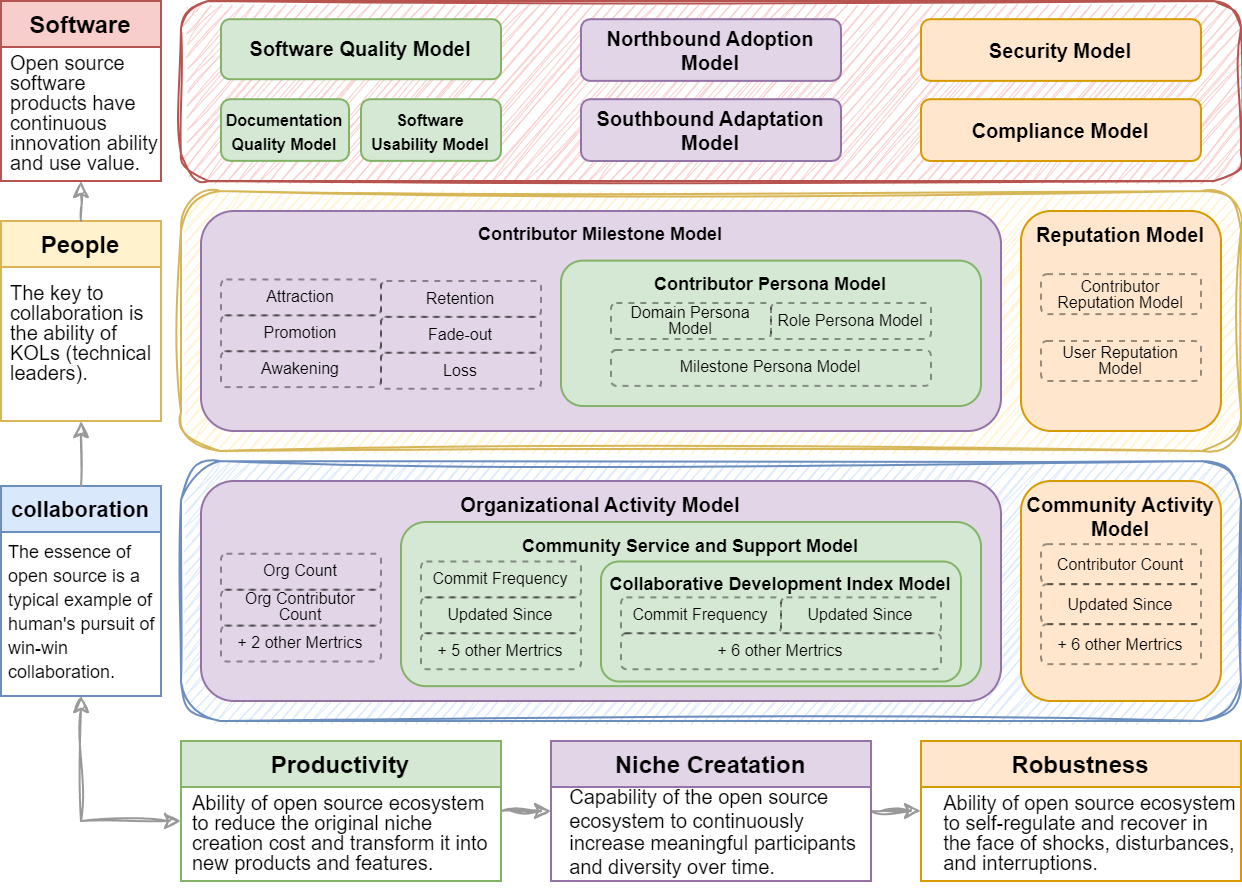 Software
Open source
software
products have
continuous
innovation ability
and use value.
Software Quality Model
Documentation
Quality Model
Software
Usability Model
Northbound Adoption
Model
Southbound Adaptation
Model
Security Model
Compliance Model
People
The key to
collaboration is
the ability of
KOLs (technical
leaders).
Contributor Milestone Model
Attraction
Retention
Promotion
Fade-out
Awakening
Loss
Contributor Persona Model
Domain Persona
Model
Role Persona Model
Milestone Persona Model
Reputation Model
Contributor
Reputation Model
User Reputation
Model
collaboration
The essence of
open source is a
typical example of
human's pursuit of
win-win
collaboration.
Organizational Activity Model
Org Count
Org Contributor
Count
+ 2 other Mertrics
Community Service and Support Model
Commit Frequency
Updated Since
+ 5 other Mertrics
Collaborative Development Index Model
Commit Frequency
Updated Since
+ 6 other Mertrics
Community Activity
Model
Contributor Count
Updated Since
+ 6 other Mertrics
Productivity
Ability of open source ecosystem
to reduce the original niche
creation cost and transform it into
new products and features.
Niche Creatation
Capability of the open source
ecosystem to continuously
increase meaningful participants
and diversity over time.
Robustness
Ability of open source ecosystem
to self-regulate and recover in
the face of shocks, disturbances,
and interruptions.